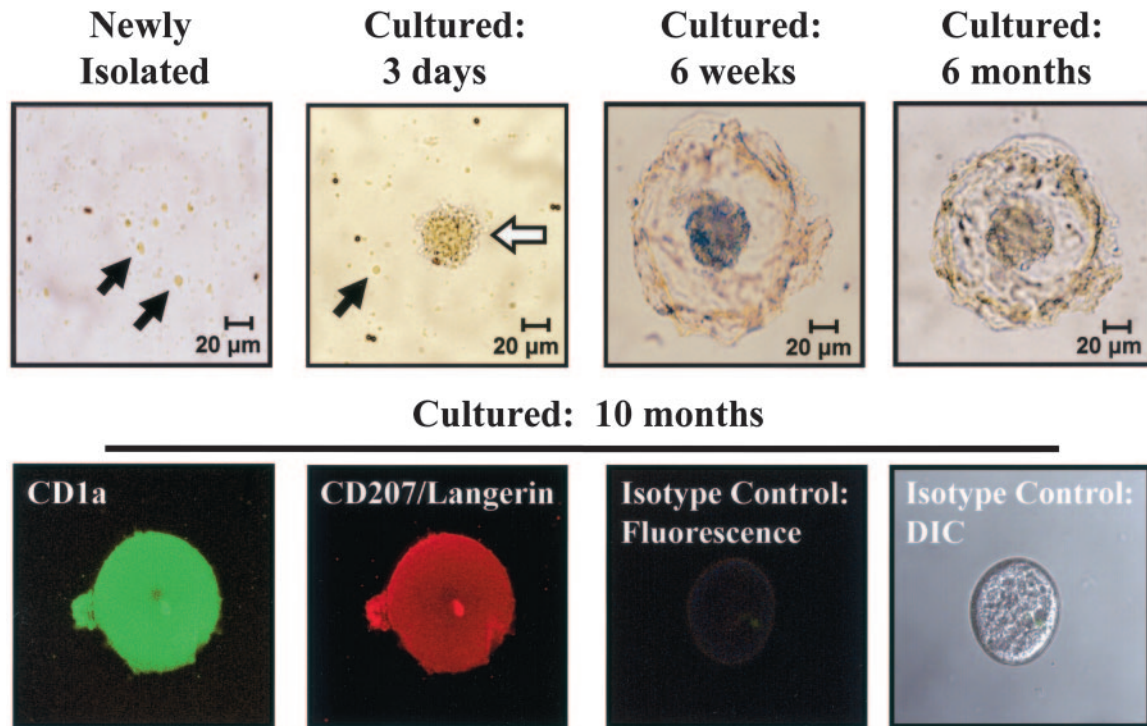 Newly
Isolated
Cultured:
3 days
Cultured:
6 weeks
Cultured:
6 months
20 µm
20 µm
20 µm
20 µm
Cultured: 10 months
CD1a
CD207/Langerin
Isotype Control:
Fluorescence
Isotype Control:
DIC